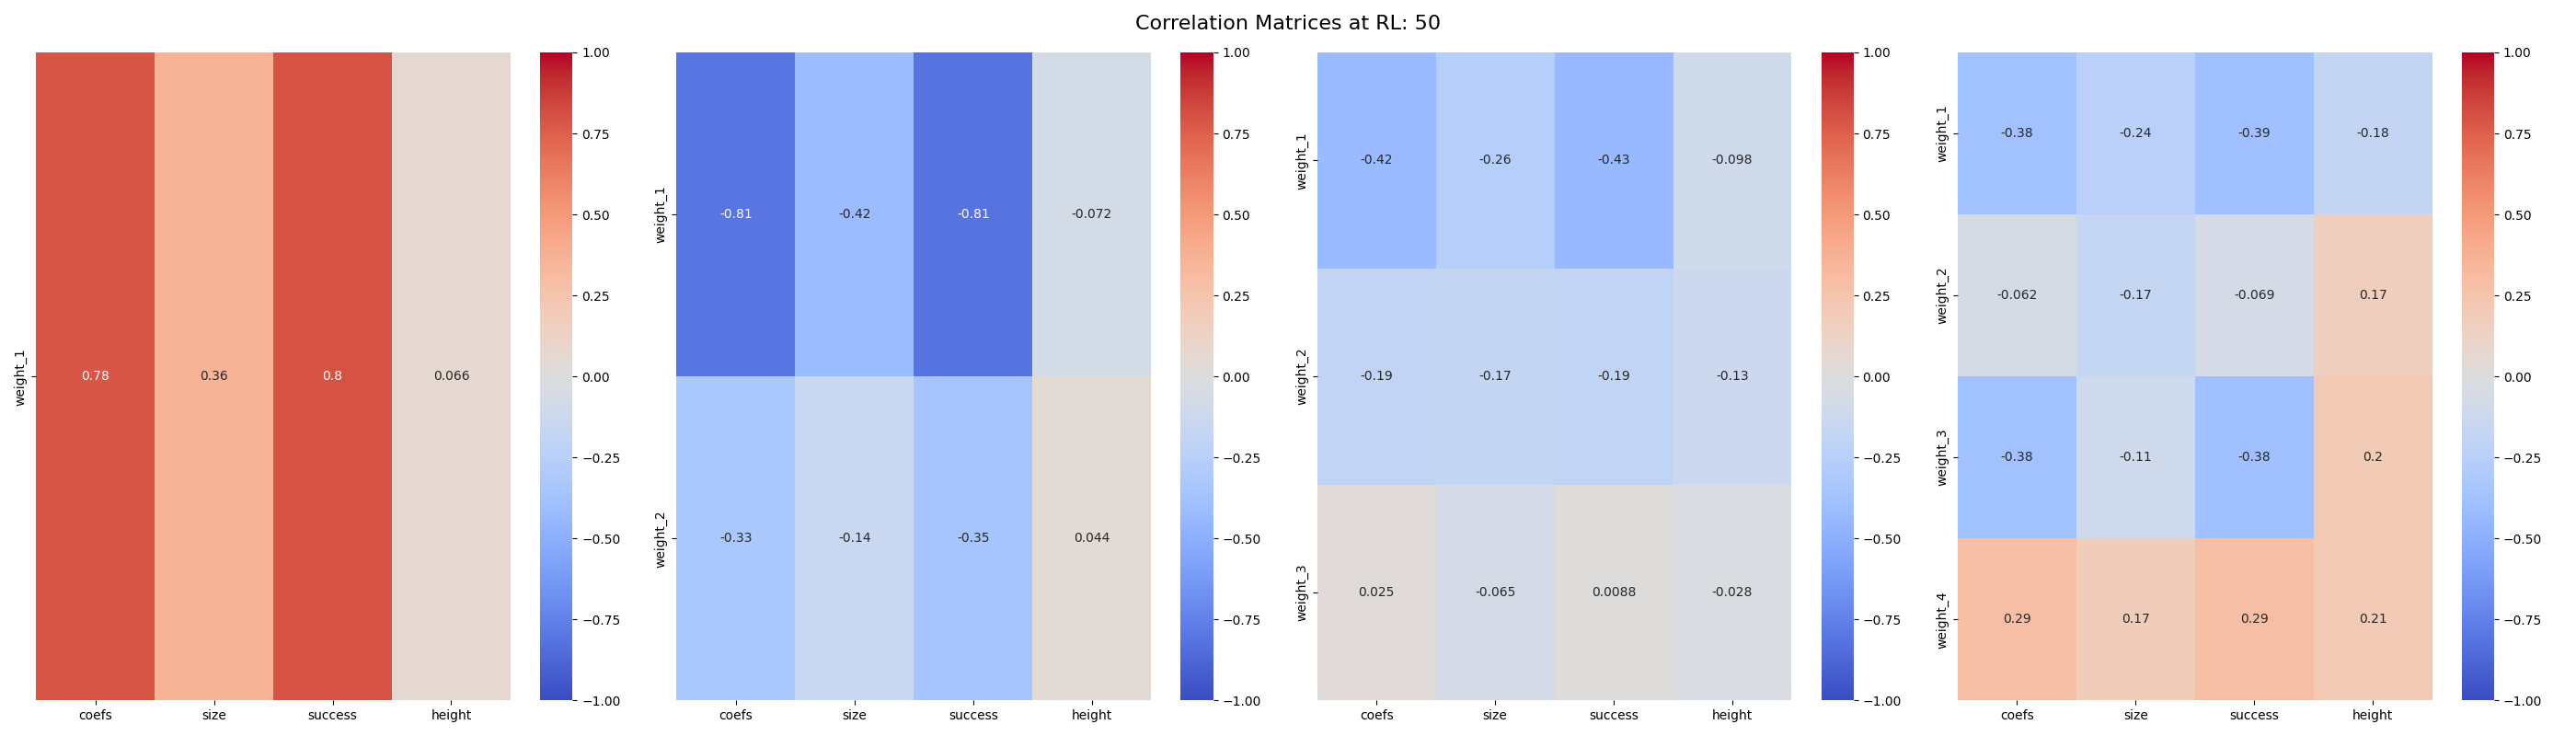 Correlation Matrices at RL: 50
weight_1
0.78 0.36 0.8 0.066
coefs size success height
1.00
0.75
0.50
0.25
0.00
−0.25
−0.50
−0.75
−1.00
weight_1
-0.81 -0.42 -0.81 -0.072
weight_2
-0.33 -0.14 -0.35 0.044
coefs size success height
1.00
0.75
0.50
0.25
0.00
−0.25
−0.50
−0.75
−1.00
weight_1
-0.42 -0.26 -0.43 -0.098
weight_2
-0.19 -0.17 -0.19 -0.13
weight_3
0.025 -0.065 0.0088 -0.028
coefs size success height
1.00
0.75
0.50
0.25
0.00
−0.25
−0.50
−0.75
−1.00
weight_1
-0.38 -0.24 -0.39 -0.18
weight_2
-0.062 -0.17 -0.069 0.17
weight_3
-0.38 -0.11 -0.38 0.2
weight_4
0.29 0.17 0.29 0.21
coefs size success height
1.00
0.75
0.50
0.25
0.00
−0.25
−0.50
−0.75
−1.00